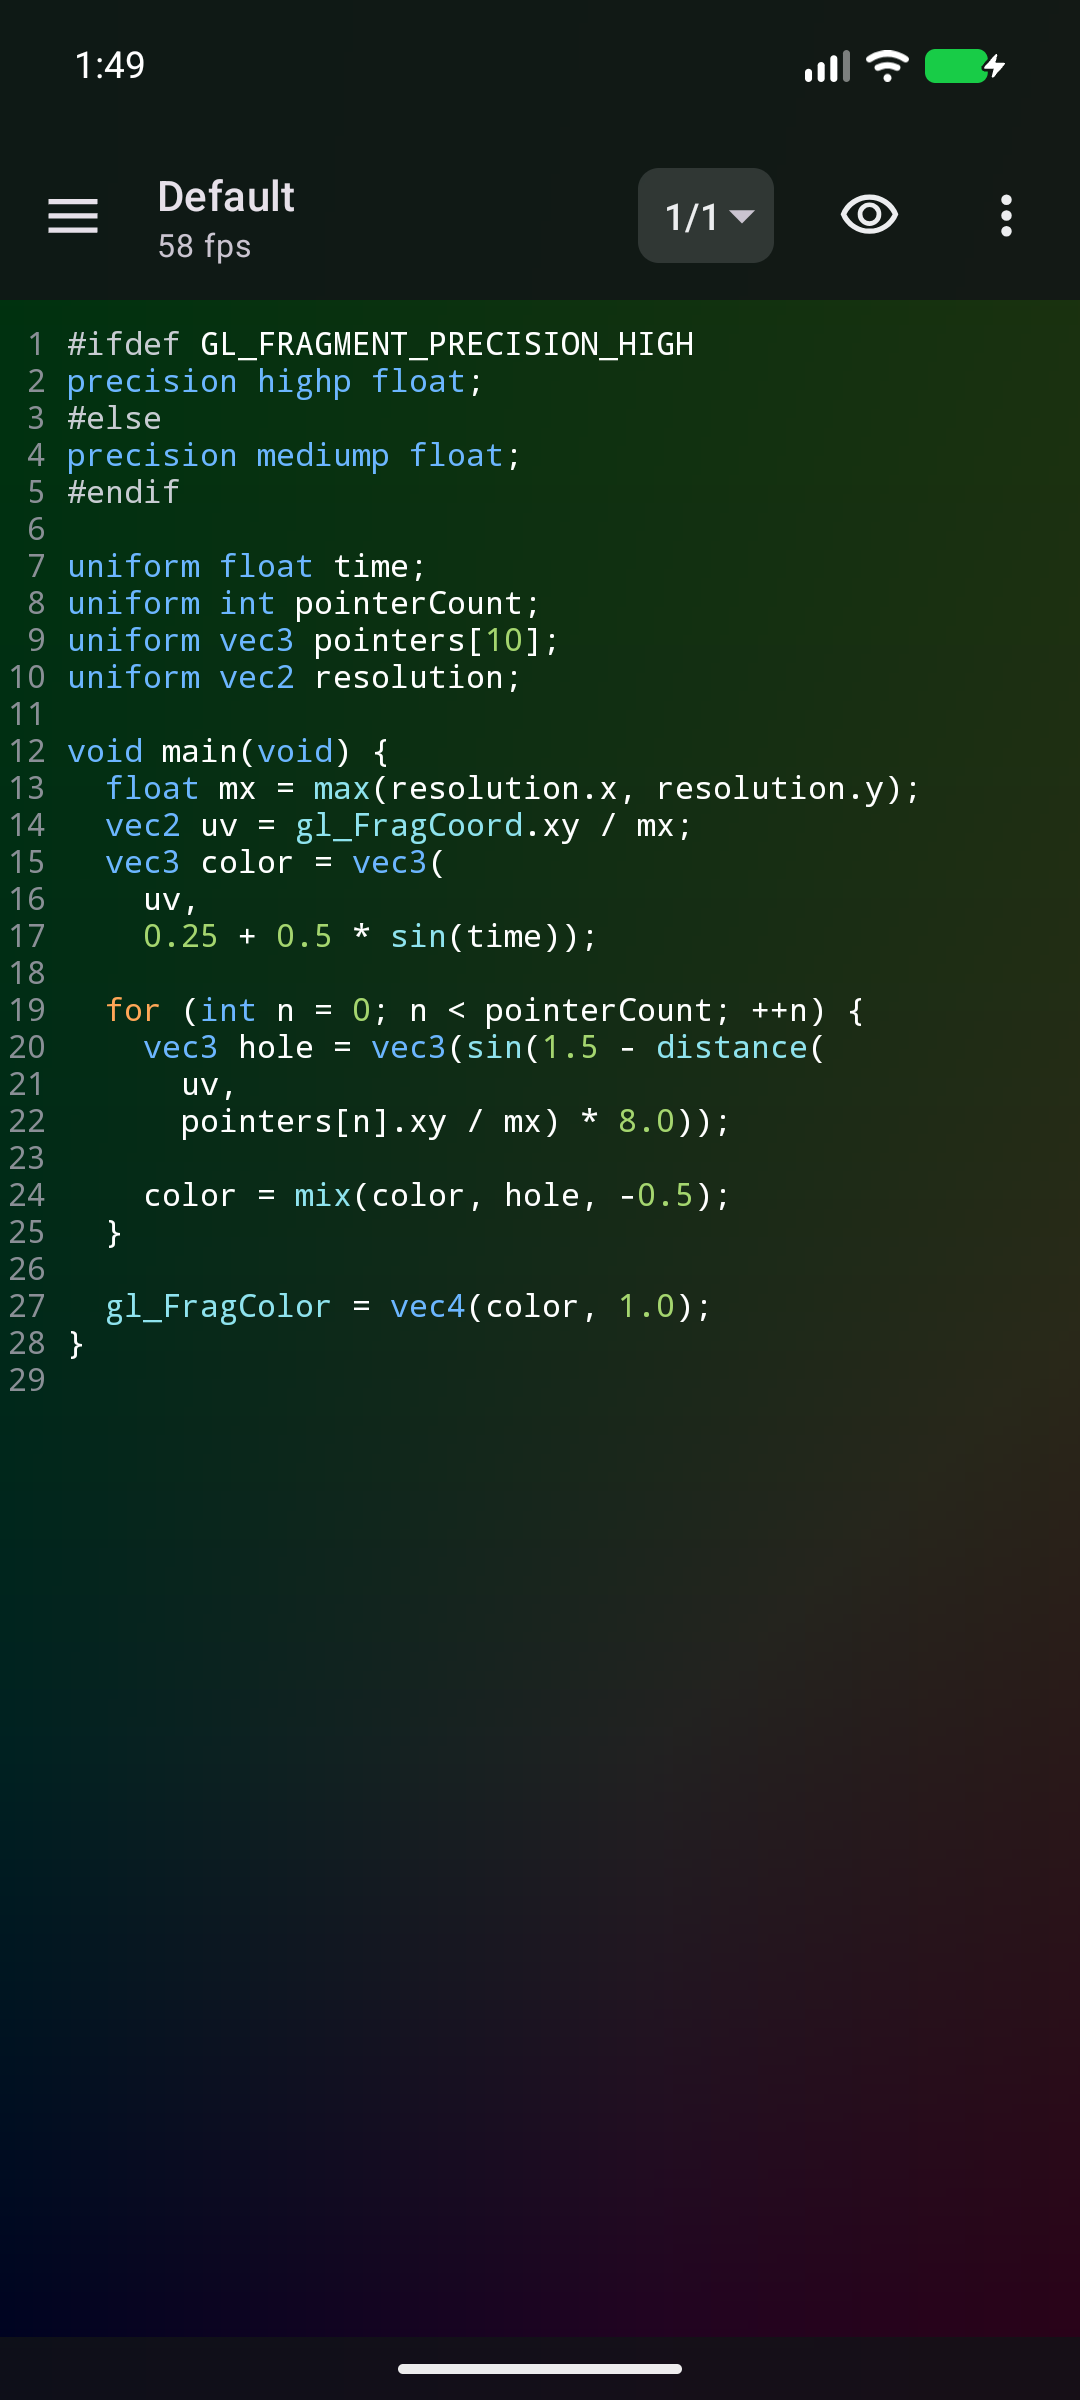 1:49
Default
58 fps
1/1
1 #ifdef GL_FRAGMENT_PRECISION_HIGH
2 precision highp float;
3 #else
4 precision mediump float;
5 #endif
6
7 uniform float time;
8 uniform int pointerCount;
9 uniform vec3 pointers[10];
10 uniform vec2 resolution;
11
12 void main(void) {
13   float mx = max(resolution.x, resolution.y);
14   vec2 uv = gl_FragCoord.xy / mx;
15   vec3 color = vec3(
16     uv,
17     0.25 + 0.5 * sin(time));
18
19   for (int n = 0; n < pointerCount; ++n) {
20     vec3 hole = vec3(sin(1.5 - distance(
21       uv,
22       pointers[n].xy / mx) * 8.0));
23
24     color = mix(color, hole, -0.5);
25   }
26
27   gl_FragColor = vec4(color, 1.0);
28 }
29